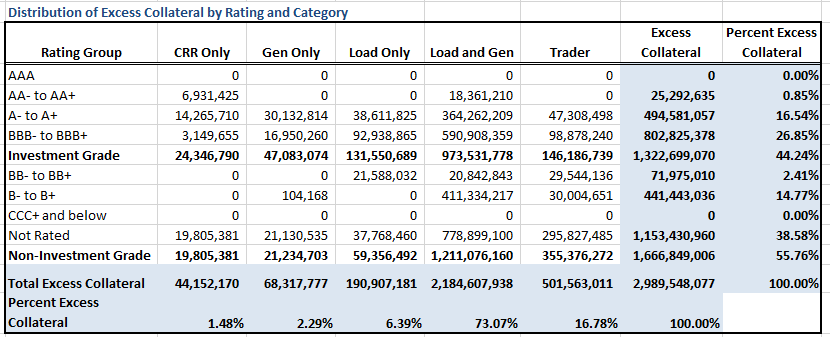 Distribution of Excess Collateral by Rating and Category
Excess Percent Excess
Rating Group CRR Only Gen Only Load Only Load and Gen Trader Collateral Collateral
AAA 0 0 0 0 0 0 0.00%
AA- to AA+ 6,931,425 0 0 18,361,210 0 25,292,635 0.85%
A- to A+ 14,265,710 30,132,814 38,611,825 364,262,209 47,308,498 494,581,057 16.54%
BBB- to BBB+ 3,149,655 16,950,260 92,938,865 590,908,359 98,878,240 802,825,378 26.85%
Investment Grade 24,346,790 47,083,074 131,550,689 973,531,778 146,186,739 1,322,699,070 44.24%
BB- to BB+ 0 0 21,588,032 20,842,843 29,544,136 71,975,010 2.41%
B- to B+ 0 104,168 0 411,334,217 30,004,651 441,443,036 14.77%
CCC+ and below 0 0 0 0 0 0 0.00%
Not Rated 19,805,381 21,130,535 37,768,460 778,899,100 295,827,485 1,153,430,960 38.58%
Non-Investment Grade 19,805,381 21,234,703 59,356,492 1,211,076,160 355,376,272 1,666,849,006 55.76%
Total Excess Collateral 44,152,170 68,317,777 190,907,181 2,184,607,938 501,563,011 2,989,548,077 100.00%
Percent Excess
Collateral 1.48% 2.29% 6.39% 73.07% 16.78% 100.00%